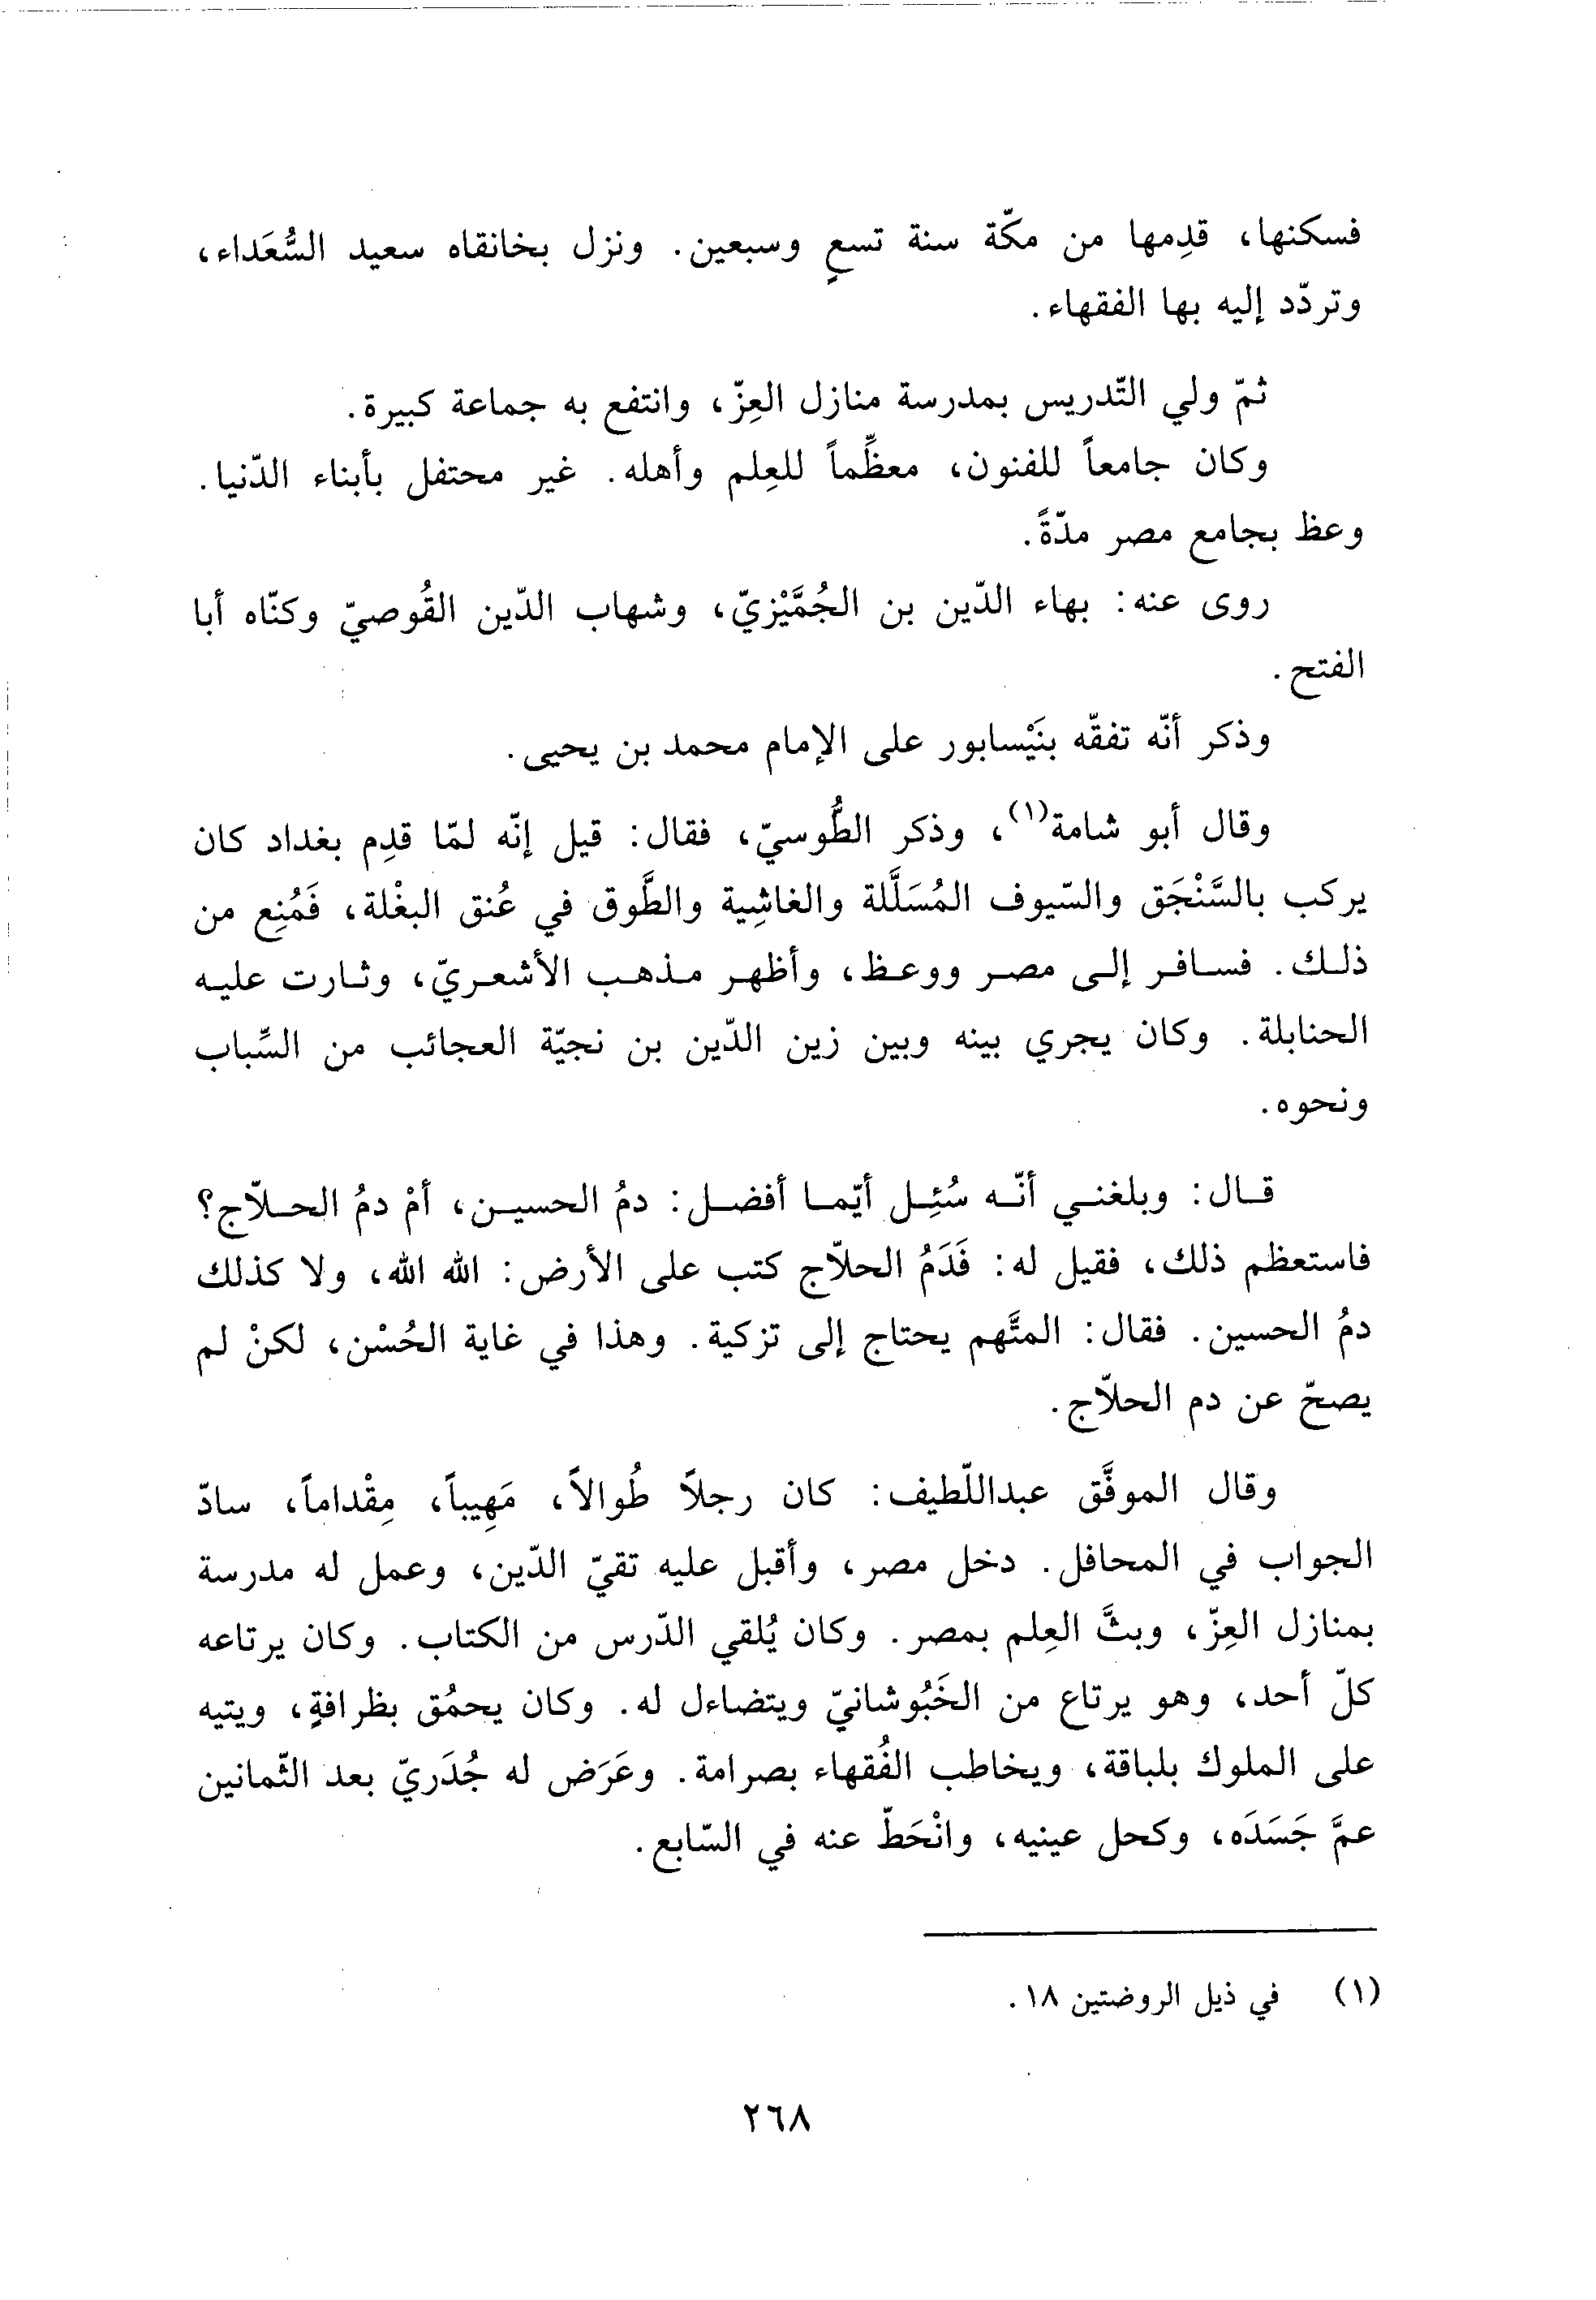 فسكنها، قدِمها من مكّة سنة تسعٍ وسبعين. ونزل بخانقاه سعيد السُّعَداء،
وتردّد إليه بها الفقهاء.
ثمّ ولي التّدريس بمدرسة منازل العِزّ، وانتفع به جماعة كبيرة.
وكان جامعاً للفنون، معظِّماً للعِلم وأهله. غير محتفل بأبناء الدّنيا.
وعظ بجامع مصر مدّةً.
روى عنه: بهاء الدّين بن الجُمَّيْزيّ، وشهاب الدّين القُوصيّ وكنّاه أبا
الفتح.
وذكر أنّه تفقّه بنَيْسابور على الإمام محمد بن يحيى.
وقال أبو شامة(١)، وذكر الطُّوسيّ، فقال: قيل إنّه لمّا قدِم بغداد كان
يركب بالسَّنْجَق والسّيوف المُسَلَّلة والغاشِية والطَّوق في عُنق البغْلة، فَمُنِع من
ذلك. فسافر إلى مصر ووعظ، وأظهر مذهب الأشعريّ، وثارت عليه
الحنابلة. وكان يجري بينه وبين زين الدّين بن نجيّة العجائب من السِّباب
ونحوه.
قال: وبلغني أنّه سُئِل أيّما أفضل: دمُ الحسين، أمْ دمُ الحلّاج؟
فاستعظم ذلك، فقيل له: فَدَمُ الحلّاج كتب على الأرض: الله الله، ولا كذلك
دمُ الحسين. فقال: المتَّهم يحتاج إلى تزكية. وهذا في غاية الحُسْن، لكنْ لم
يصحّ عن دم الحلّاج.
وقال الموفَّق عبداللّطيف: كان رجلاً طُوالاً، مَهِيباً، مِقْداماً، سادّ
الجواب في المحافل. دخل مصر، وأقبل عليه تقيّ الدّين، وعمل له مدرسة
بمنازل العِزّ، وبثَّ العِلم بمصر. وكان يُلقي الدّرس من الكتاب. وكان يرتاعه
كلّ أحد، وهو يرتاع من الخَبُوشانيّ ويتضاءل له. وكان يحمُق بظرافةٍ، ويتيه
على الملوك بلباقة، ويخاطب الفُقهاء بصرامة. وعَرَض له جُدَريّ بعد الثّمانين
عمَّ جَسَدَه، وكحل عينيه، وانْحَطّ عنه في السّابع.
(١) في ذيل الروضتين ١٨.
٢٦٨